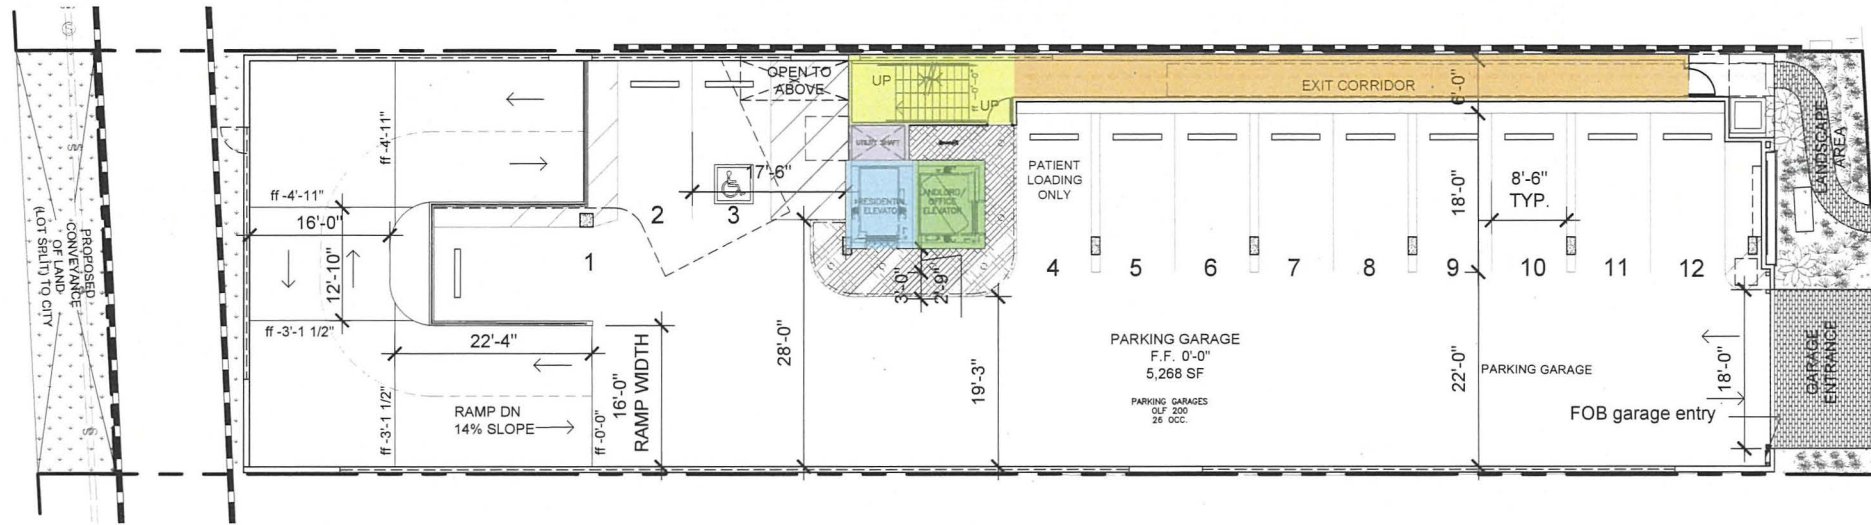 S
S
S
PROPOSED
CONVEYANCE
OF LAND
(LOT SPLIT) TO CITY
ff -4'-11"
ff -4'-11"
16'-0"
12'-10"
ff -3'-1 1/2"
22'-4"
ff -3'-1 1/2"
RAMP DN
14% SLOPE
ff -0'-0"
16'-0"
RAMP WIDTH
1
2
3
17'-6"
OPEN TO
ABOVE
UP
UP
UTILITY SHAFT
PRESIDENTIAL
ELEVATOR
LANDLORD/
OFFICE
ELEVATOR
28'-0"
3'-0"
2'-9"
19'-3"
EXIT CORRIDOR
6'-0"
PATIENT
LOADING
ONLY
18'-0"
8'-6"
TYP.
4
5
6
7
8
9
10
11
12
PARKING GARAGE
F.F. 0'-0"
5,268 SF
PARKING GARAGES
OLF 200
26 OCC.
22'-0"
PARKING GARAGE
18'-0"
FOB garage entry
LANDSCAPE
AREA
GARAGE
ENTRANCE